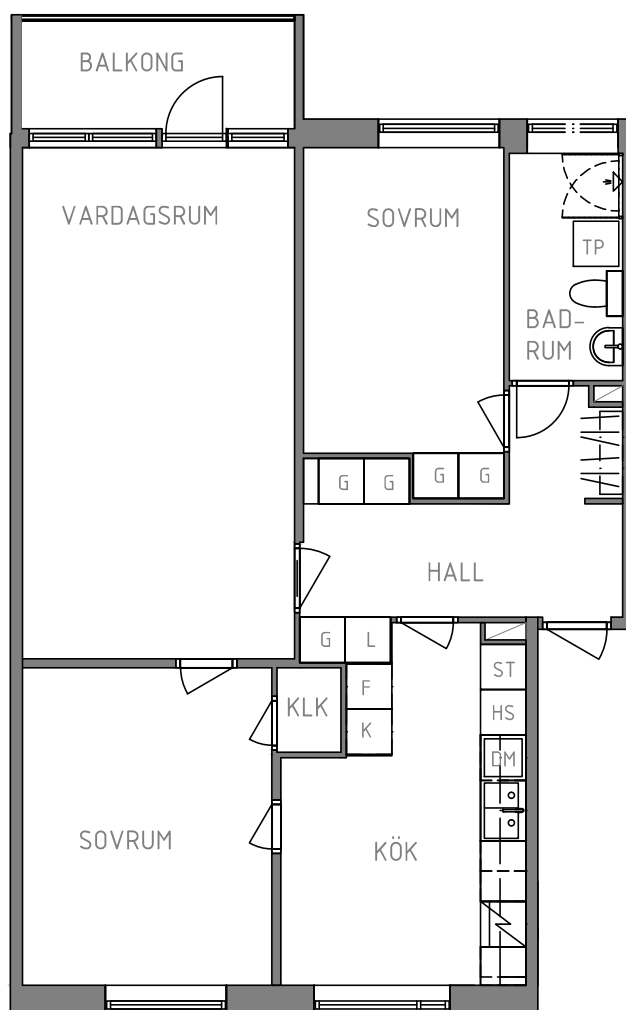 BALKONG
VARDAGSRUM
SOVRUM
TP
BAD-
RUM
G
G
G
G
HALL
G
L
F
K
ST
HS
DM
KLK
SOVRUM
KÖK